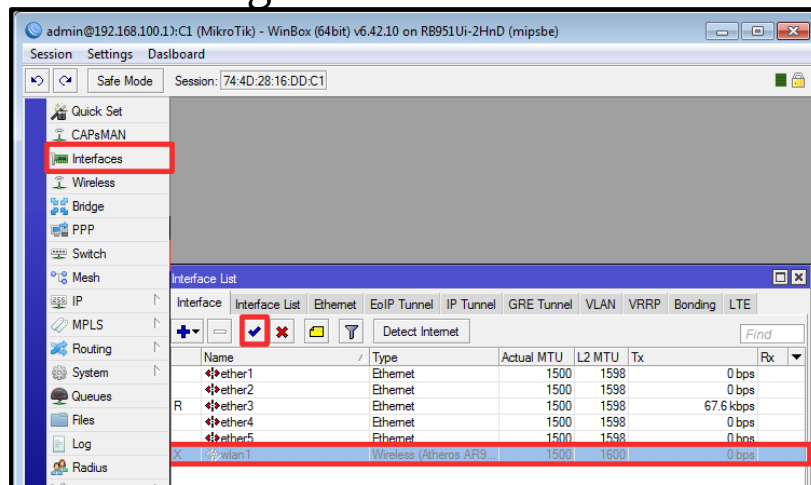 admin@192.168.100.1):C1 (MikroTik) - WinBox (64bit) v6.42.10 on RB951Ui-2HnD (mipsbe)
Session Settings Dasboard
Safe Mode Session: 74:4D:28:16:DD:C1
Quick Set
CAPsMAN
Interfaces
Wireless
Bridge
PPP
Switch
Mesh
IP
MPLS
Routing
System
Queues
Files
Log
Radius
Interface List
Interface Interface List Ethernet EoIP Tunnel IP Tunnel GRE Tunnel VLAN VRRP Bonding LTE
Detect Internet Find
Name Type Actual MTU L2 MTU Tx Rx
ether1 Ethernet 1500 1598 0 bps
ether2 Ethernet 1500 1598 0 bps
R ether3 Ethernet 1500 1598 67.6 kbps
ether4 Ethernet 1500 1598 0 bps
ether5 Ethernet 1500 1598 0 bps
X wlan1 Wireless (Atheros AR9... 1500 1600 0 bps